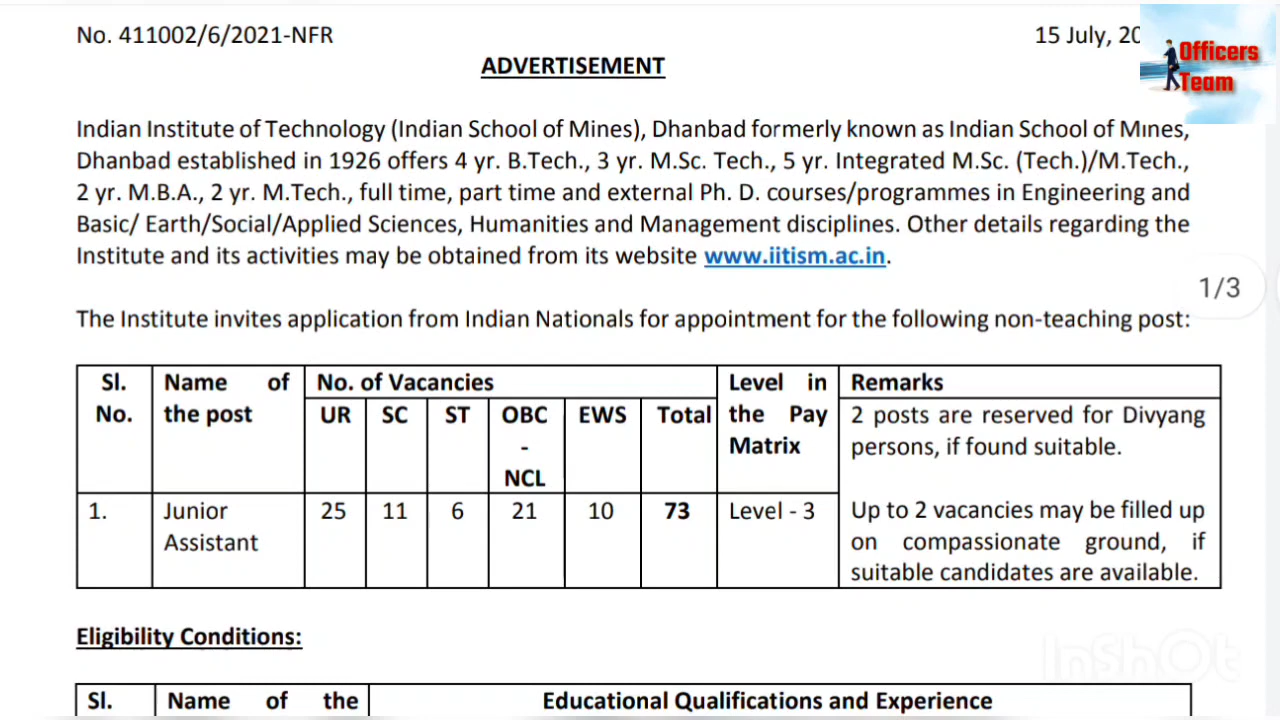 No. 411002/6/2021-NFR 15 July, 20
Officers
Team
ADVERTISEMENT
Indian Institute of Technology (Indian School of Mines), Dhanbad formerly known as Indian School of Mines,
Dhanbad established in 1926 offers 4 yr. B.Tech., 3 yr. M.Sc. Tech., 5 yr. Integrated M.Sc. (Tech.)/M.Tech.,
2 yr. M.B.A., 2 yr. M.Tech., full time, part time and external Ph. D. courses/programmes in Engineering and
Basic/ Earth/Social/Applied Sciences, Humanities and Management disciplines. Other details regarding the
Institute and its activities may be obtained from its website www.iitism.ac.in.
1/3
The Institute invites application from Indian Nationals for appointment for the following non-teaching post:
Sl. Name of No. of Vacancies Level in Remarks
No. the post UR SC ST OBC EWS Total the Pay 2 posts are reserved for Divyang
- Matrix persons, if found suitable.
NCL
1. Junior 25 11 6 21 10 73 Level - 3 Up to 2 vacancies may be filled up
Assistant on compassionate ground, if
suitable candidates are available.
Eligibility Conditions:
InShOt
Sl. Name of the Educational Qualifications and Experience